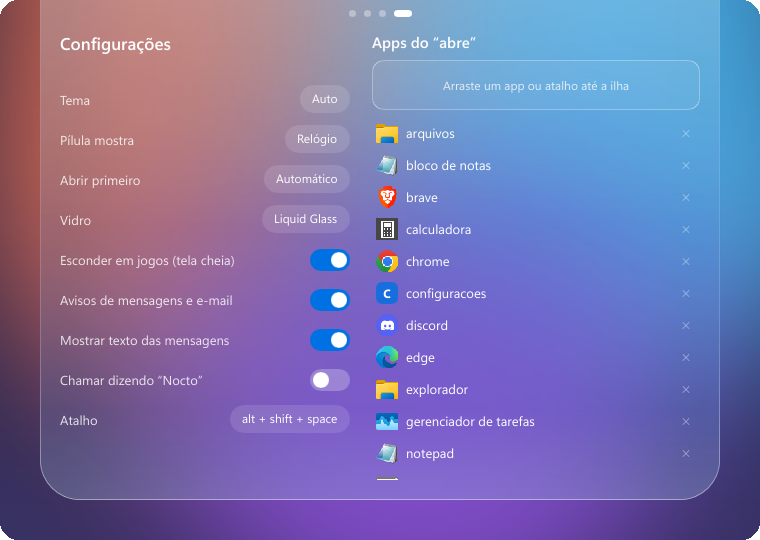 Configurações
Tema
Auto
Pílula mostra
Relógio
Abrir primeiro
Automático
Vidro
Liquid Glass
Esconder em jogos (tela cheia)
Avisos de mensagens e e-mail
Mostrar texto das mensagens
Chamar dizendo “Nocto”
Atalho
alt + shift + space
Apps do “abre”
Arraste um app ou atalho até a ilha
arquivos
bloco de notas
brave
calculadora
chrome
C
configuracoes
discord
edge
explorador
gerenciador de tarefas
notepad